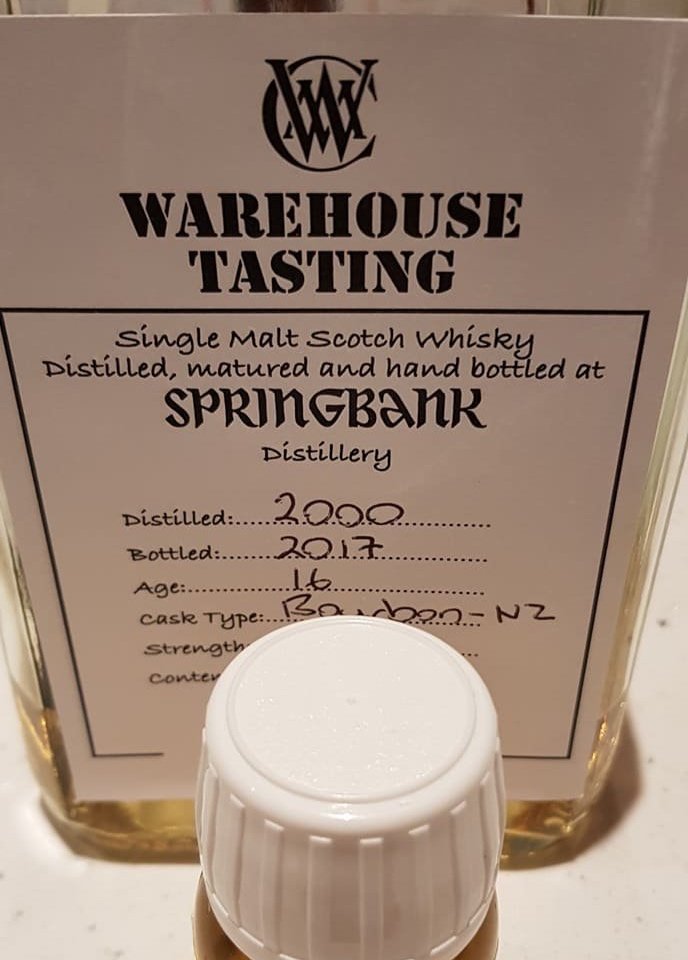 WAREHOUSE
TASTING
Single Malt Scotch Whisky
Distilled, matured and hand bottled at
SPRINGBANK
Distillery
Distilled:.....2000
Bottled:.....2017
Age:.....16
Cask Type:...Bourbon-NZ
Strength